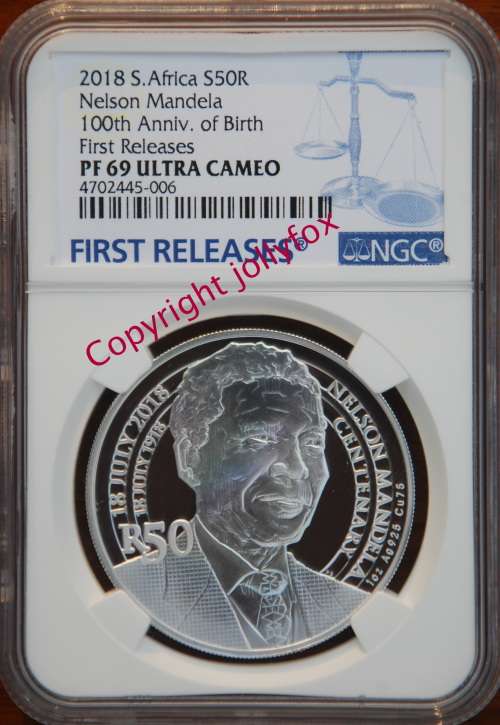 2018 S.Africa S50R
Nelson Mandela
100th Anniv. of Birth
First Releases
PF 69 ULTRA CAMEO
4702445-006
FIRST RELEASES®
NGC®
Copyright jollyfox
18 JULY 2018
18 JULY 1918
R50
NELSON MANDELA
CENTENARY
1oz Ag925 Cu75